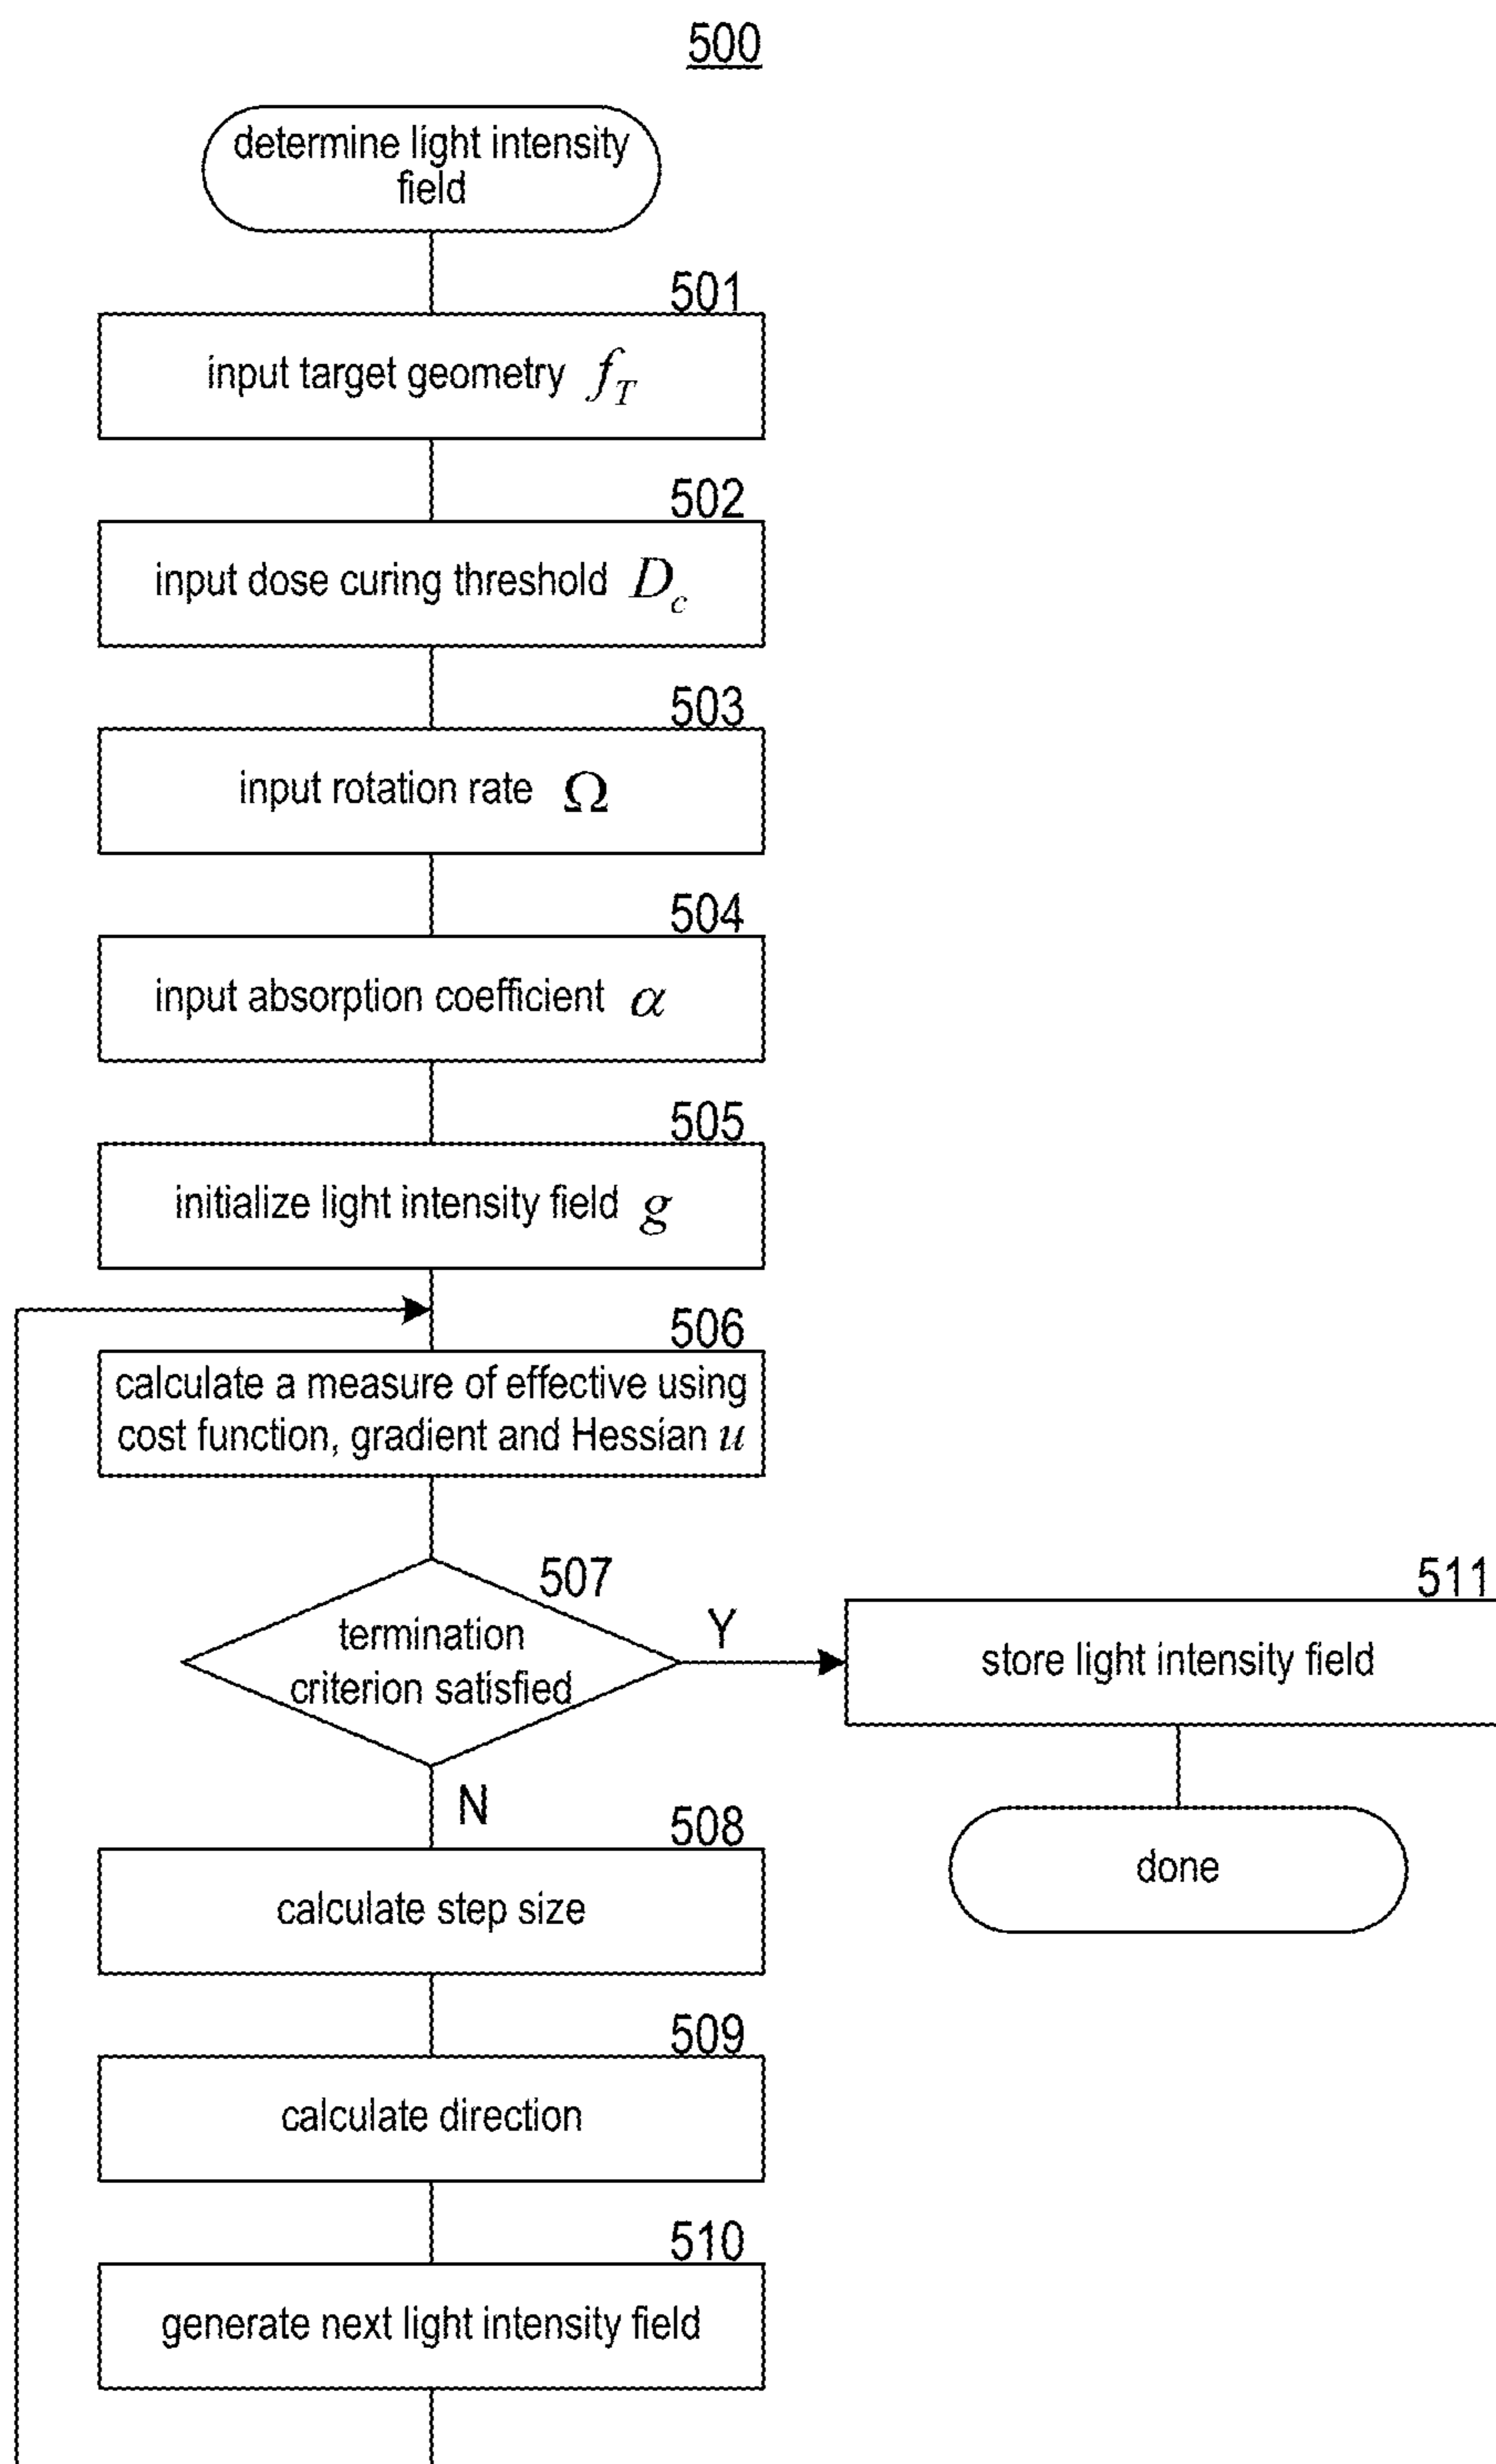 500
determine light intensity
field
501
input target geometry f_T
502
input dose curing threshold D_c
503
input rotation rate Ω
504
input absorption coefficient α
505
initialize light intensity field g
506
calculate a measure of effective using
cost function, gradient and Hessian u
507
termination
criterion satisfied
Y
511
store light intensity field
done
N
508
calculate step size
509
calculate direction
510
generate next light intensity field